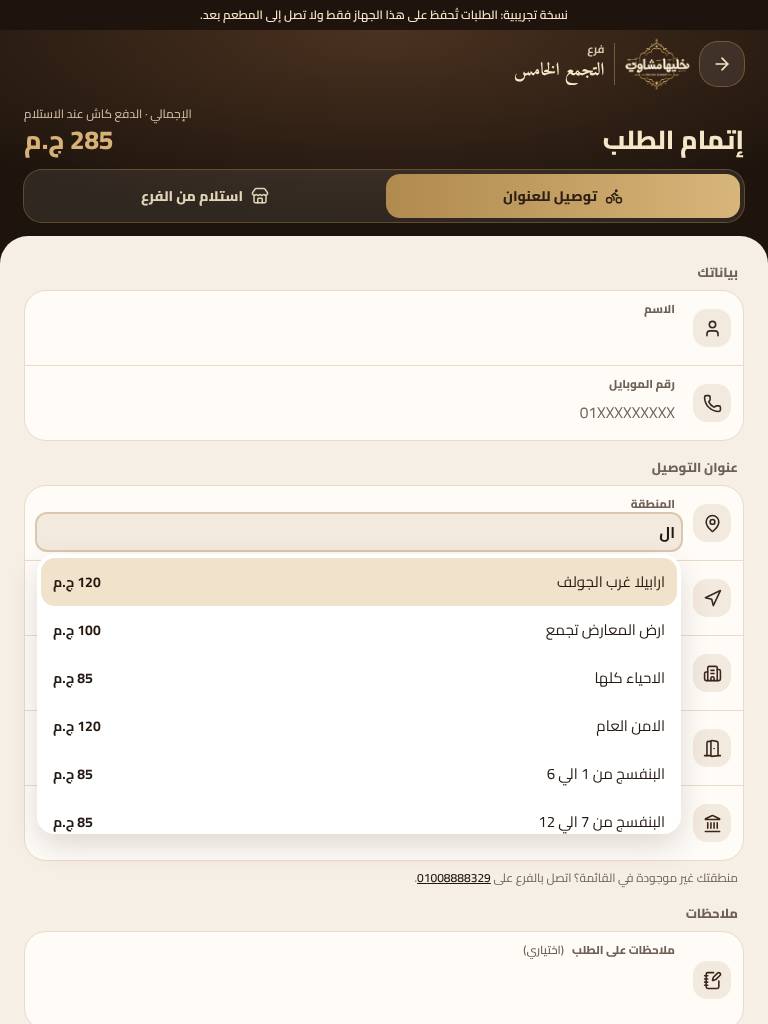 نسخة تجريبية: الطلبات تُحفظ على هذا الجهاز فقط ولا تصل إلى المطعم بعد.
خليها مشاوي
فرع
التجمع الخامس
الإجمالي · الدفع كاش عند الاستلام
إتمام الطلب
285 ج.م
توصيل للعنوان
استلام من الفرع
بياناتك
الاسم
رقم الموبايل
01XXXXXXXXX
عنوان التوصيل
المنطقة
ال
ارابيلا غرب الجولف 120 ج.م
ارض المعارض تجمع 100 ج.م
الاحياء كلها 85 ج.م
الامن العام 120 ج.م
البنفسج من 1 الي 6 85 ج.م
البنفسج من 7 الي 12 85 ج.م
منطقتك غير موجودة في القائمة؟ اتصل بالفرع على 01008888329.
ملاحظات
ملاحظات على الطلب (اختياري)